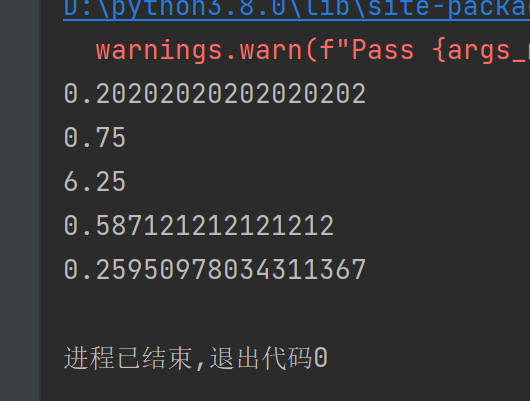 D:\python3.8.0\lib\site-packa
warnings.warn(f"Pass {args_
0.20202020202020202
0.75
6.25
0.5871212121212
0.25950978034311367
进程已结束,退出代码0